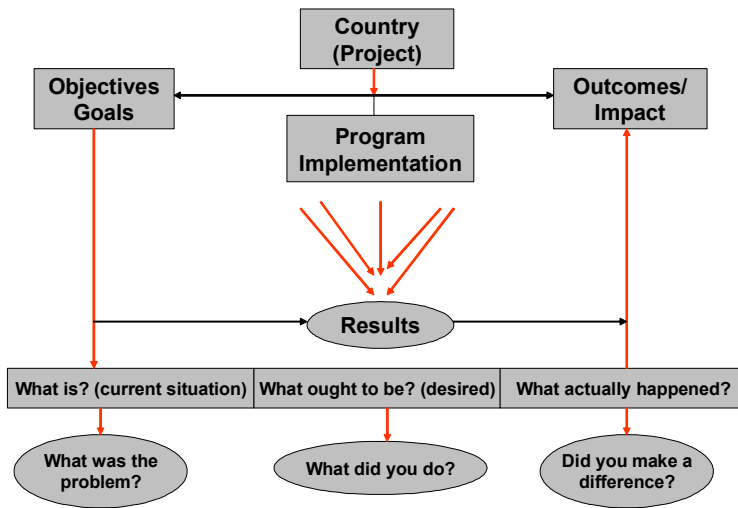 Country
(Project)
Objectives
Goals
Outcomes/
Impact
Program
Implementation
Results
What is? (current situation)
What ought to be? (desired)
What actually happened?
What was the
problem?
What did you do?
Did you make a
difference?